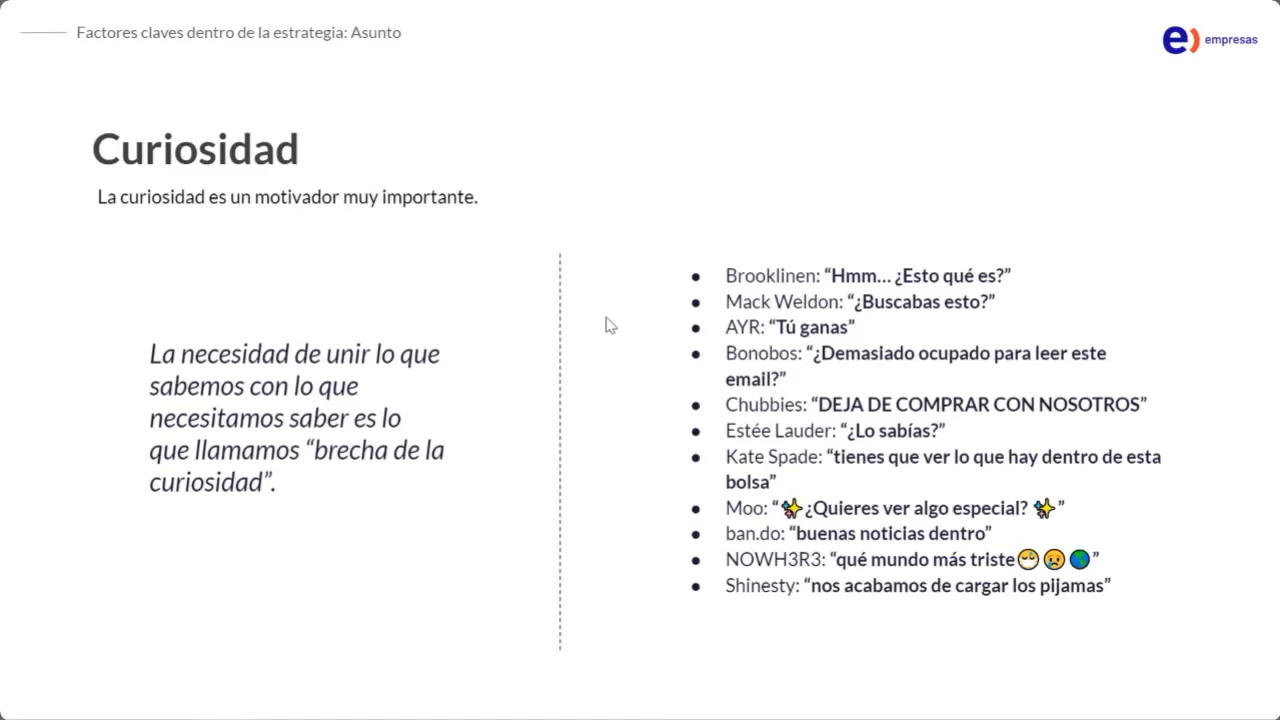 Factores claves dentro de la estrategia: Asunto
e) empresas
Curiosidad
La curiosidad es un motivador muy importante.
La necesidad de unir lo que
sabemos con lo que
necesitamos saber es lo
que llamamos “brecha de la
curiosidad”.
● Brooklinen: “Hmm... ¿Esto qué es?”
● Mack Weldon: “¿Buscabas esto?”
● AYR: “Tú ganas”
● Bonobos: “¿Demasiado ocupado para leer este
email?”
● Chubbies: “DEJA DE COMPRAR CON NOSOTROS”
● Estée Lauder: “¿Lo sabías?”
● Kate Spade: “tienes que ver lo que hay dentro de esta
bolsa”
● Moo: “✨¿Quieres ver algo especial? ✨”
● ban.do: “buenas noticias dentro”
● NOWH3R3: “qué mundo más triste😷😢🌎”
● Shinesty: “nos acabamos de cargar los pijamas”